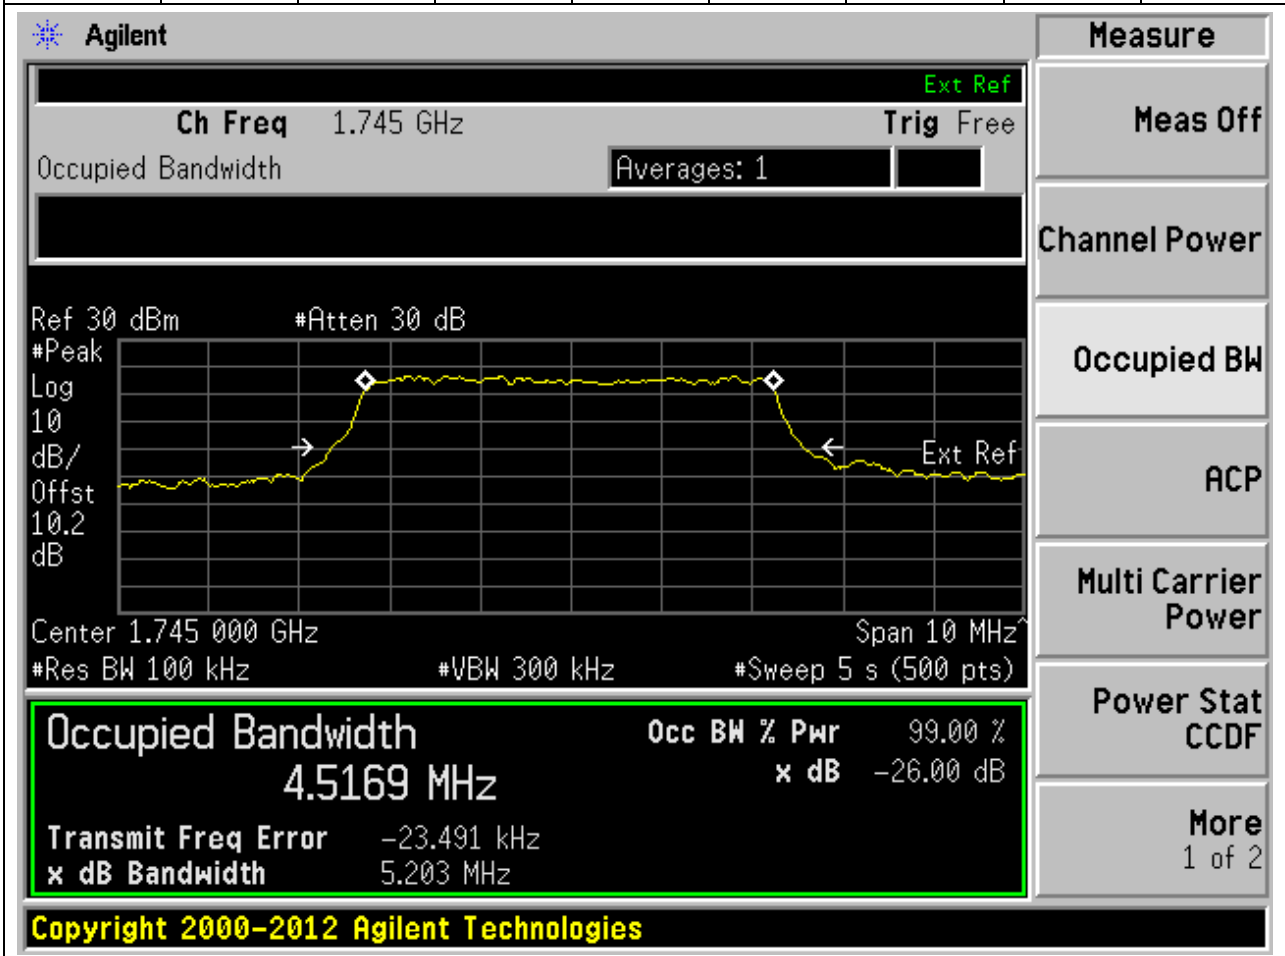 Agilent
Measure
Ext Ref
Ch Freq 1.745 GHz Trig Free
Meas Off
Occupied Bandwidth Averages: 1
Channel Power
Ref 30 dBm #Atten 30 dB
#Peak
Log
10
dB/
Offst
10.2
dB
Ext Ref
Occupied BW
ACP
Center 1.745 000 GHz Span 10 MHz^
#Res BW 100 kHz #VBW 300 kHz #Sweep 5 s (500 pts)
Multi Carrier
Power
Occupied Bandwidth Occ BW % Pwr 99.00 %
4.5169 MHz x dB -26.00 dB
Transmit Freq Error -23.491 kHz
x dB Bandwidth 5.203 MHz
Power Stat
CCDF
More
1 of 2
Copyright 2000-2012 Agilent Technologies